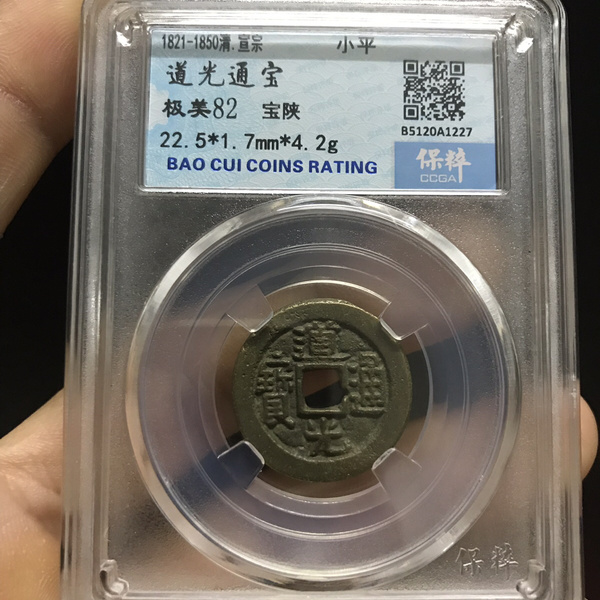 1821-1850清.宣宗 小平
道光通宝
极美82 宝陕
22.5*1.7mm*4.2g
BAO CUI COINS RATING
B5120A1227
保粹
CCGA
道光通寶
保粹